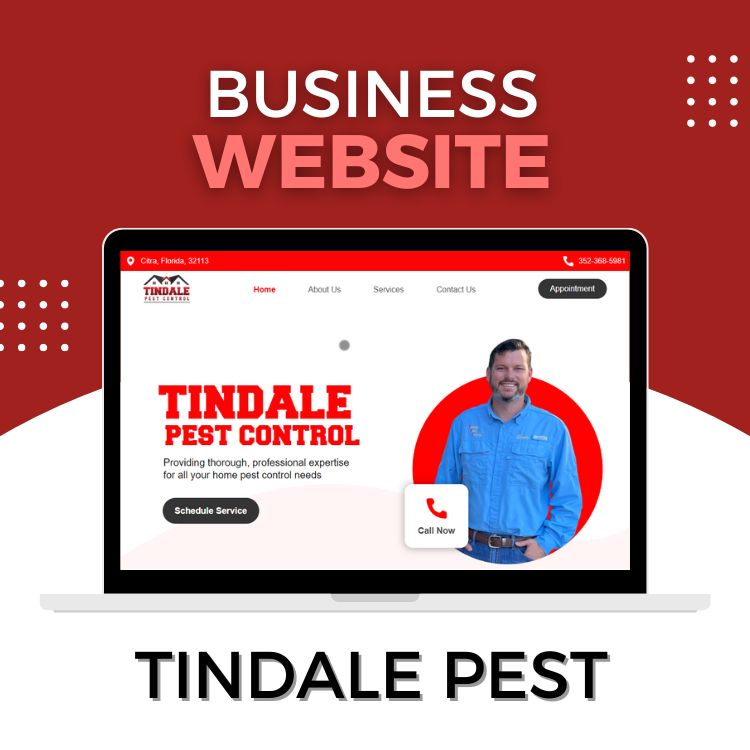 BUSINESS
WEBSITE
Citra, Florida, 32113
352-368-5981
TINDALE
PEST CONTROL
Home
About Us
Services
Contact Us
Appointment
TINDALE
PEST CONTROL
Providing thorough, professional expertise
for all your home pest control needs
Schedule Service
Call Now
TINDALE PEST